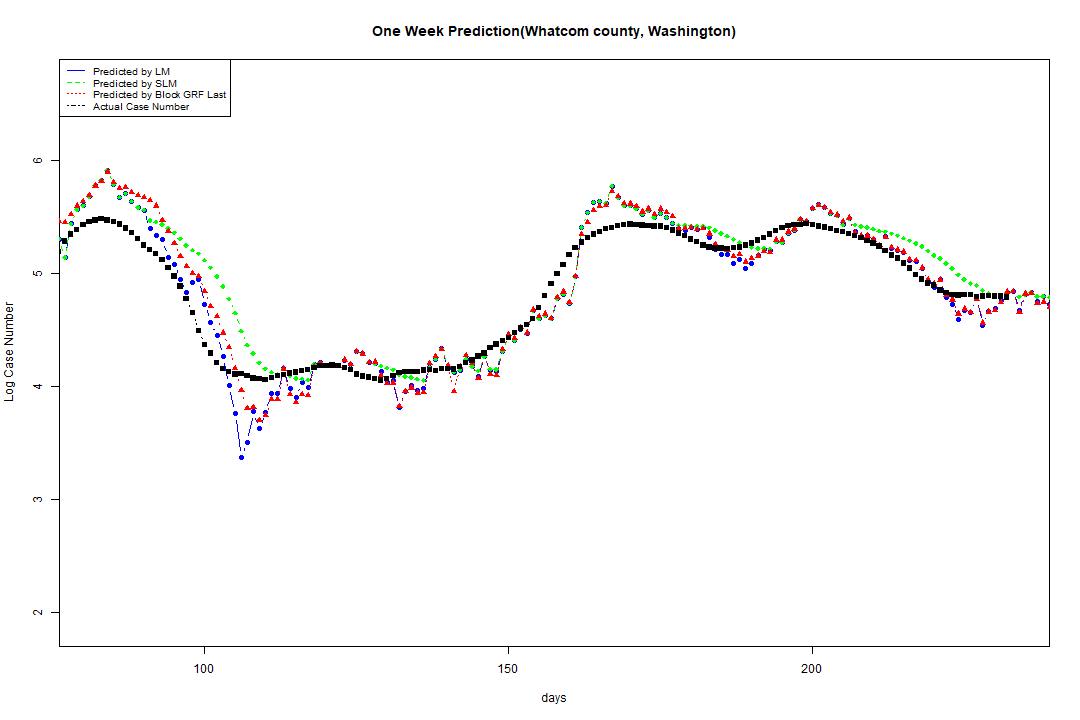 One Week Prediction(Whatcom county, Washington)
Predicted by LM
Predicted by SLM
Predicted by Block GRF Last
Actual Case Number
6
5
4
3
2
Log Case Number
100 150 200
days